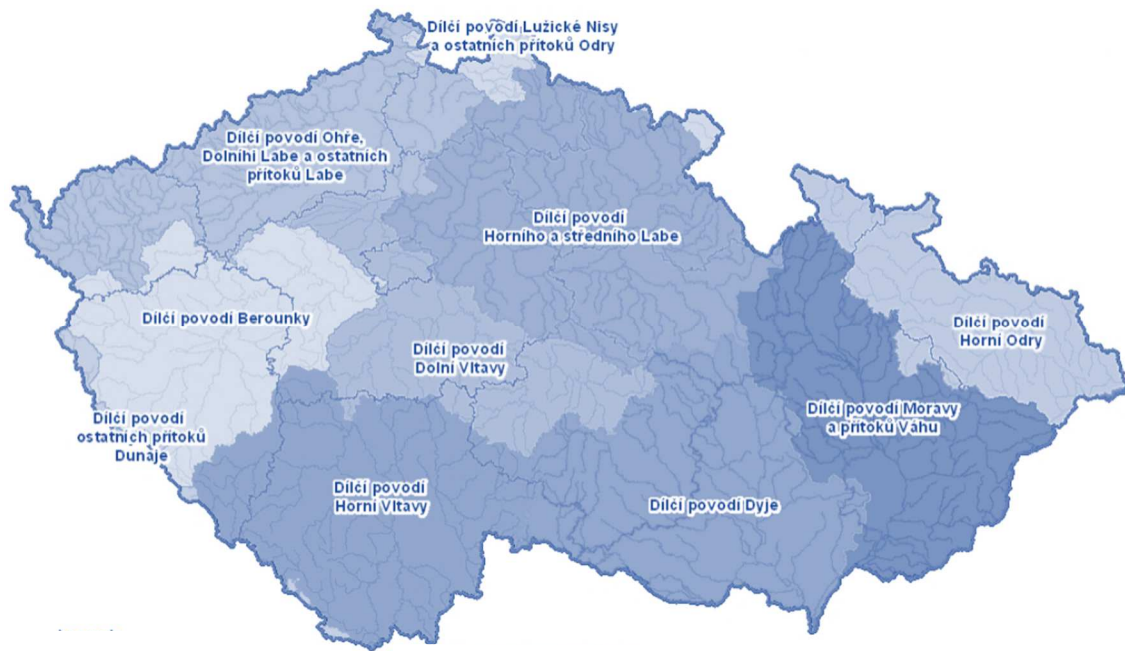 Dílčí povodí Lužické Nisy
a ostatních přítoků Odry
Dílčí povodí Ohře,
Dolníhi Labe a ostatních
přítoků Labe
Dílčí povodí
Horního a středního Labe
Dílčí povodí Berounky
Dílčí povodí
Horní Odry
Dílčí povodí
Dolní Vltavy
Dílčí povodí
ostatních přítoků
Dunaje
Dílčí povodí Moravy
a přítoků Váhu
Dílčí povodí
Horní Vltavy
Dílčí povodí Dyje